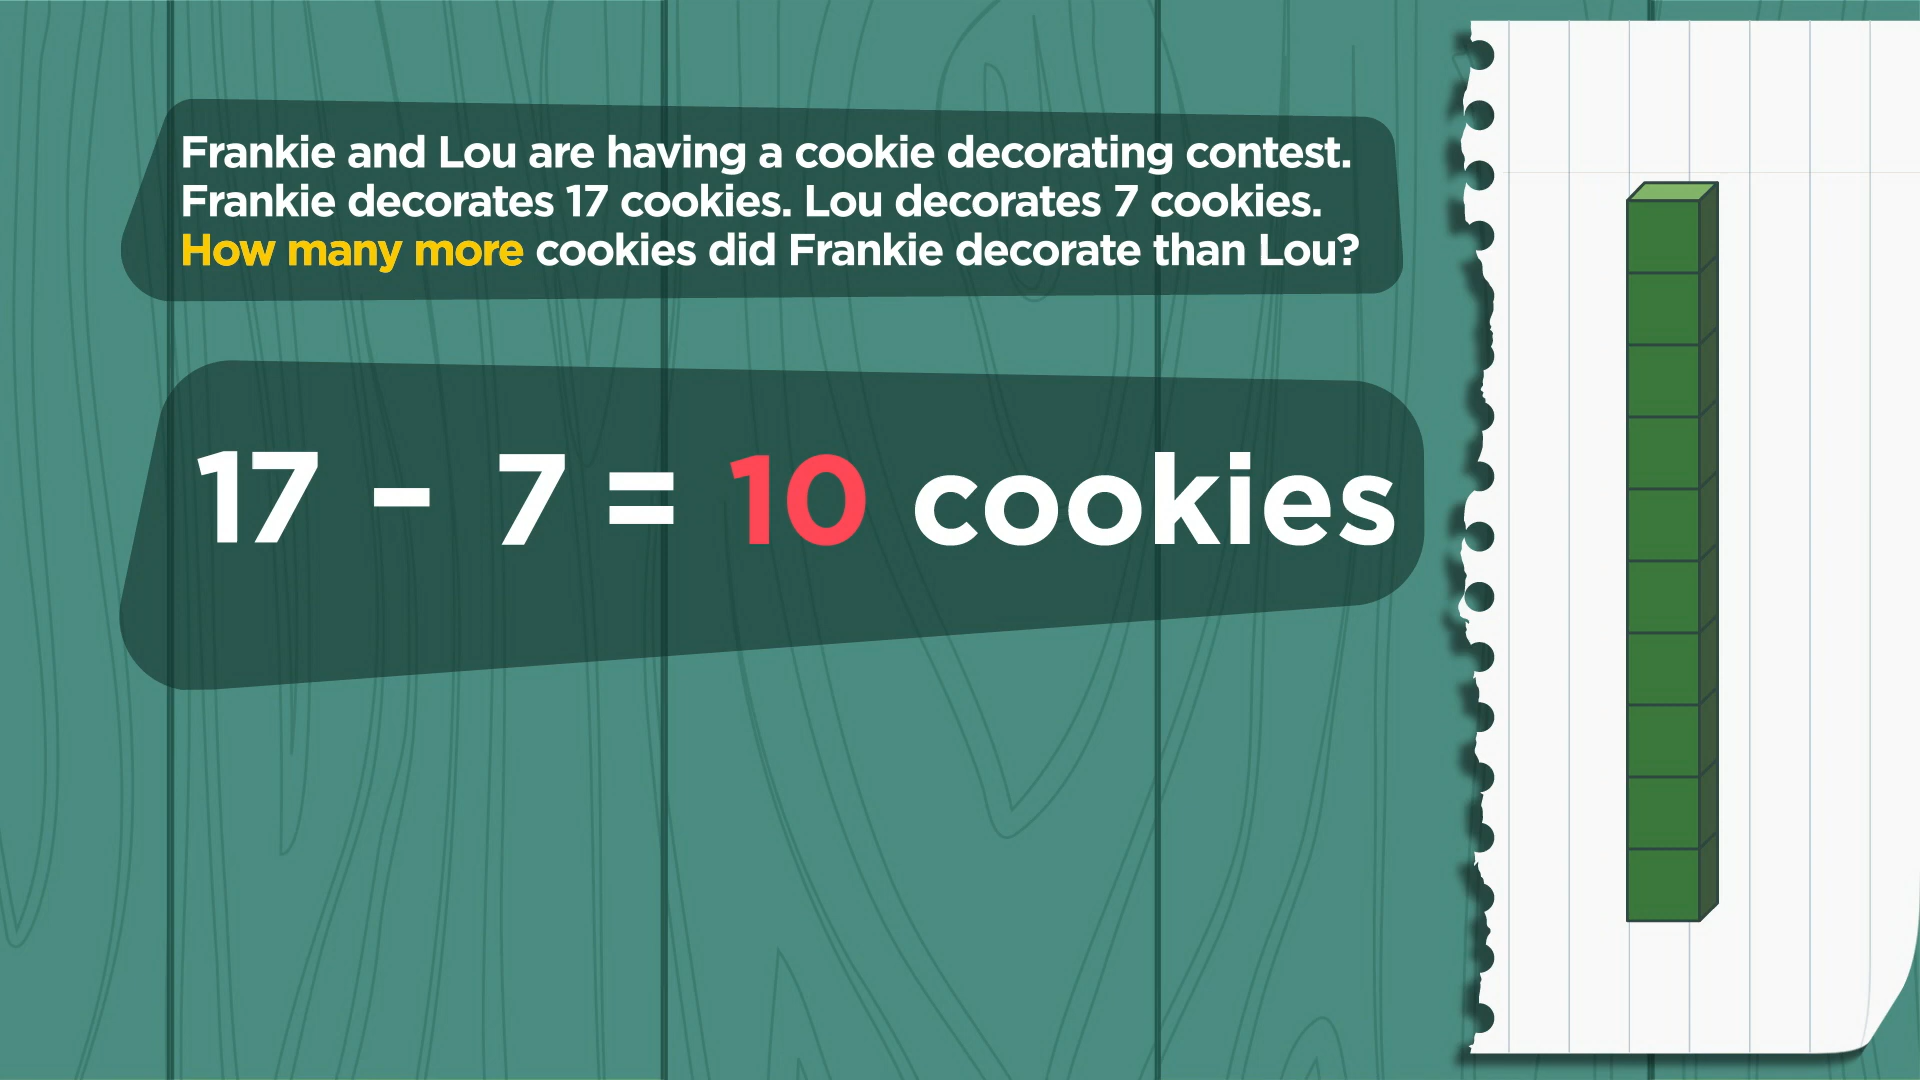 Frankie and Lou are having a cookie decorating contest.
Frankie decorates 17 cookies. Lou decorates 7 cookies.
How many more cookies did Frankie decorate than Lou?
17 - 7 = 10 cookies